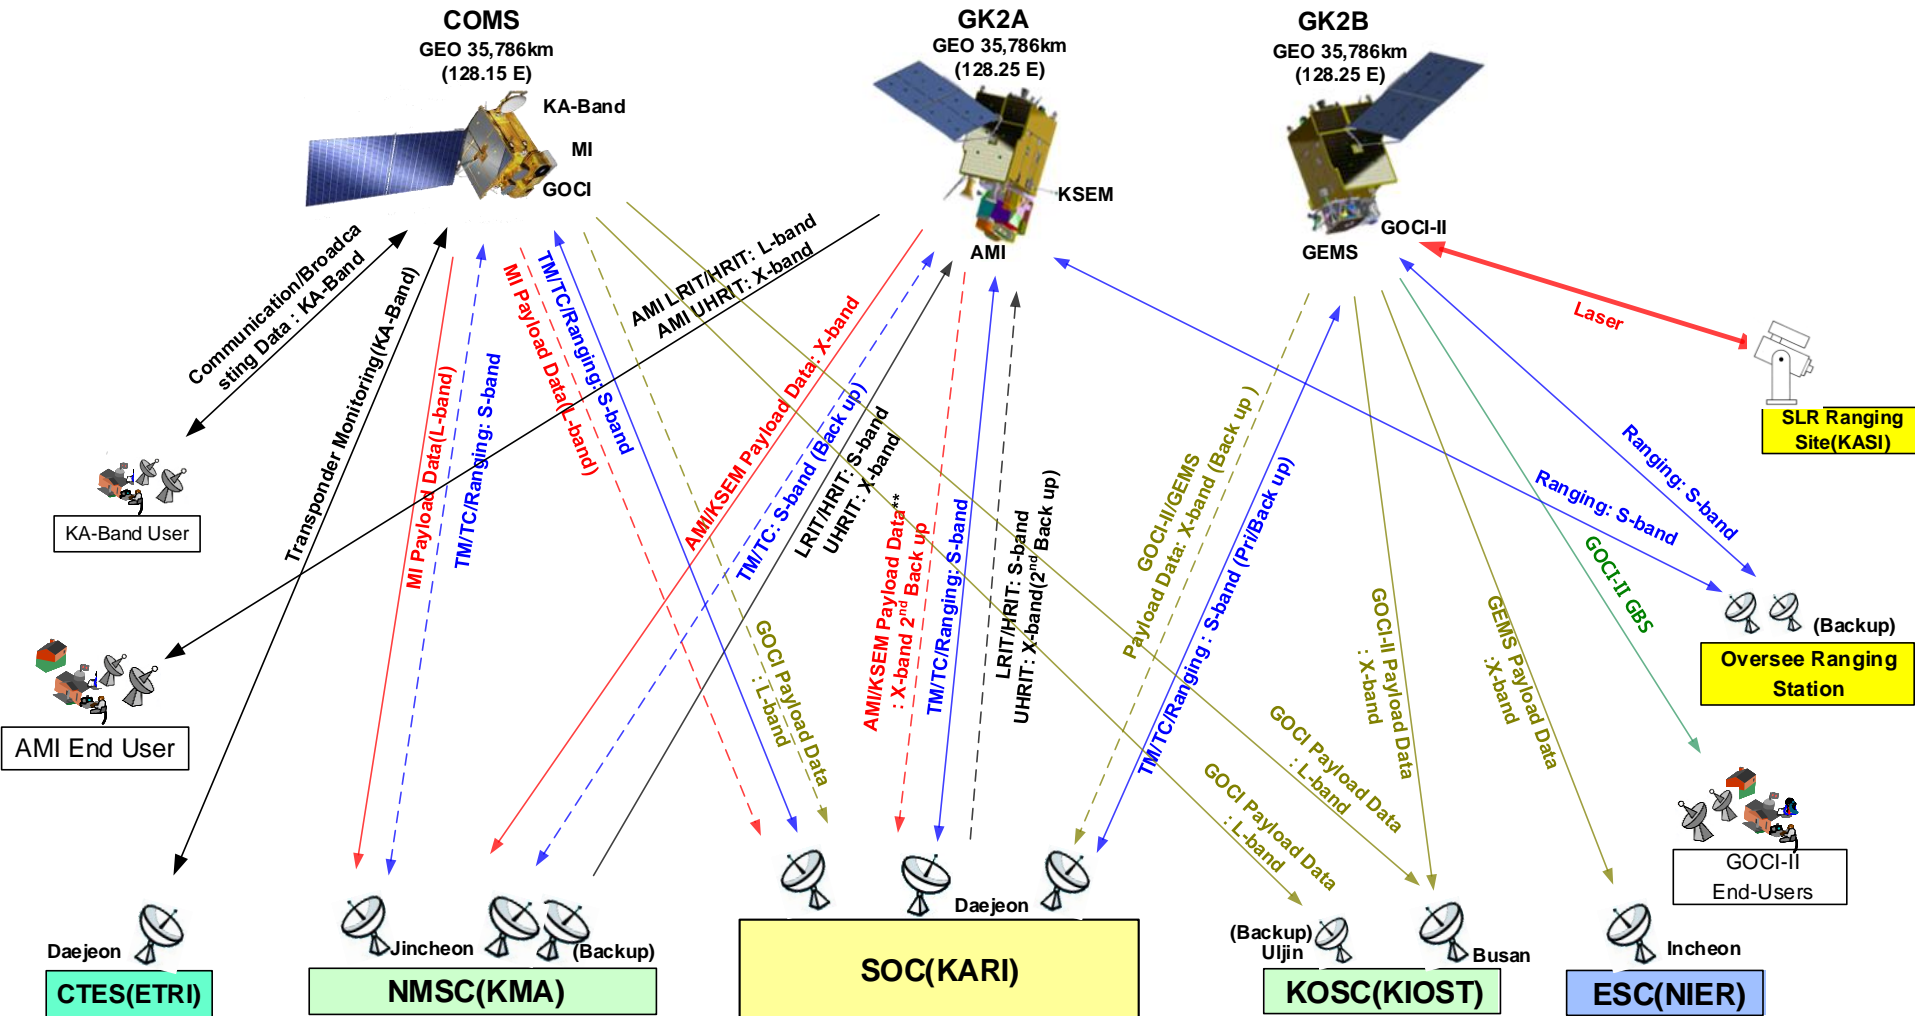 COMS
GEO 35,786km
(128.15 E)
KA-Band
MI
GOCI
GK2A
GEO 35,786km
(128.25 E)
KSEM
AMI
GK2B
GEO 35,786km
(128.25 E)
GOCI-II
GEMS
Communication/Broadca
sting Data : KA-Band
Transponder Monitoring(KA-Band)
MI Payload Data(L-band)
TM/TC/Ranging: S-band
MI Payload Data(L-band)
TM/TC/Ranging: S-band
GOCI Payload Data
: L-band
AMI LRIT/HRIT: L-band
AMI UHRIT: X-band
AMI/KSEM Payload Data: X-band
TM/TC: S-band (Back up)
LRIT/HRIT: S-band
UHRIT: X-band
AMI/KSEM Payload Data**
: X-band 2nd Back up
TM/TC/Ranging: S-band
LRIT/HRIT: S-band
UHRIT: X-band(2nd Back up)
GOCI-II/GEMS
Payload Data: X-band (Back up )
TM/TC/Ranging : S-band (Pri/Back up)
GOCI Payload Data
: L-band
GOCI Payload Data
: L-band
GOCI-II Payload Data
: X-band
GEMS Payload Data
:X-band
GOCI-II GBS
Laser
Ranging: S-band
Ranging: S-band
SLR Ranging
Site(KASI)
(Backup)
Oversee Ranging
Station
KA-Band User
AMI End User
GOCI-II
End-Users
Daejeon
CTES(ETRI)
Jincheon
(Backup)
NMSC(KMA)
Daejeon
SOC(KARI)
(Backup)
Uljin
Busan
KOSC(KIOST)
Incheon
ESC(NIER)